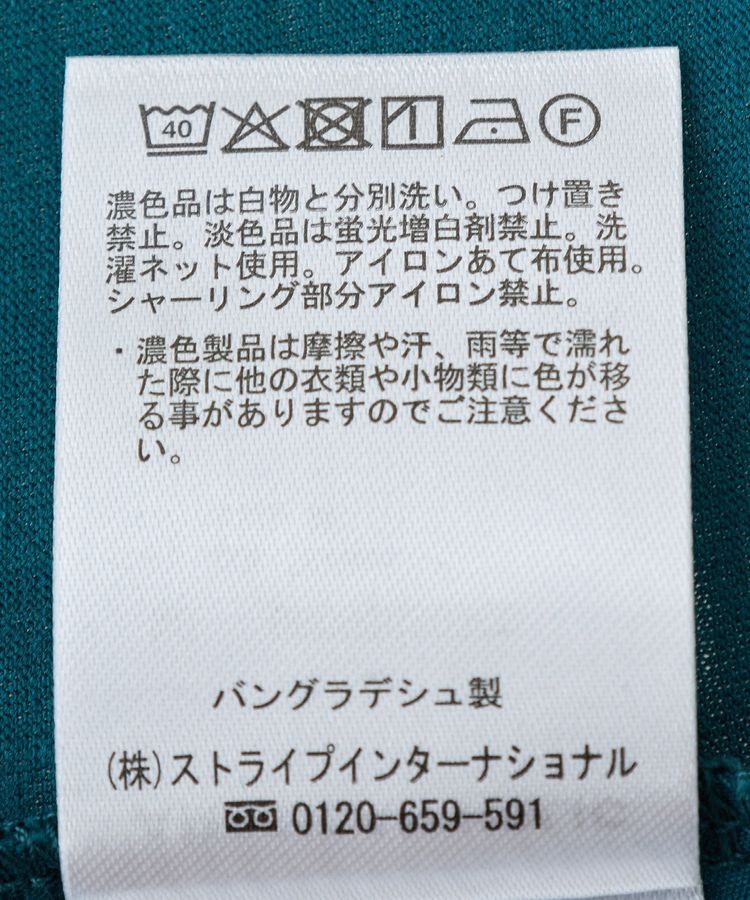 40 F
濃色品は白物と分別洗い。つけ置き
禁止。淡色品は蛍光増白剤禁止。洗
濯ネット使用。アイロンあて布使用。
シャーリング部分アイロン禁止。
・濃色製品は摩擦や汗、雨等で濡れ
た際に他の衣類や小物類に色が移
る事がありますのでご注意くださ
い。
バングラデシュ製
(株)ストライプインターナショナル
0120-659-591